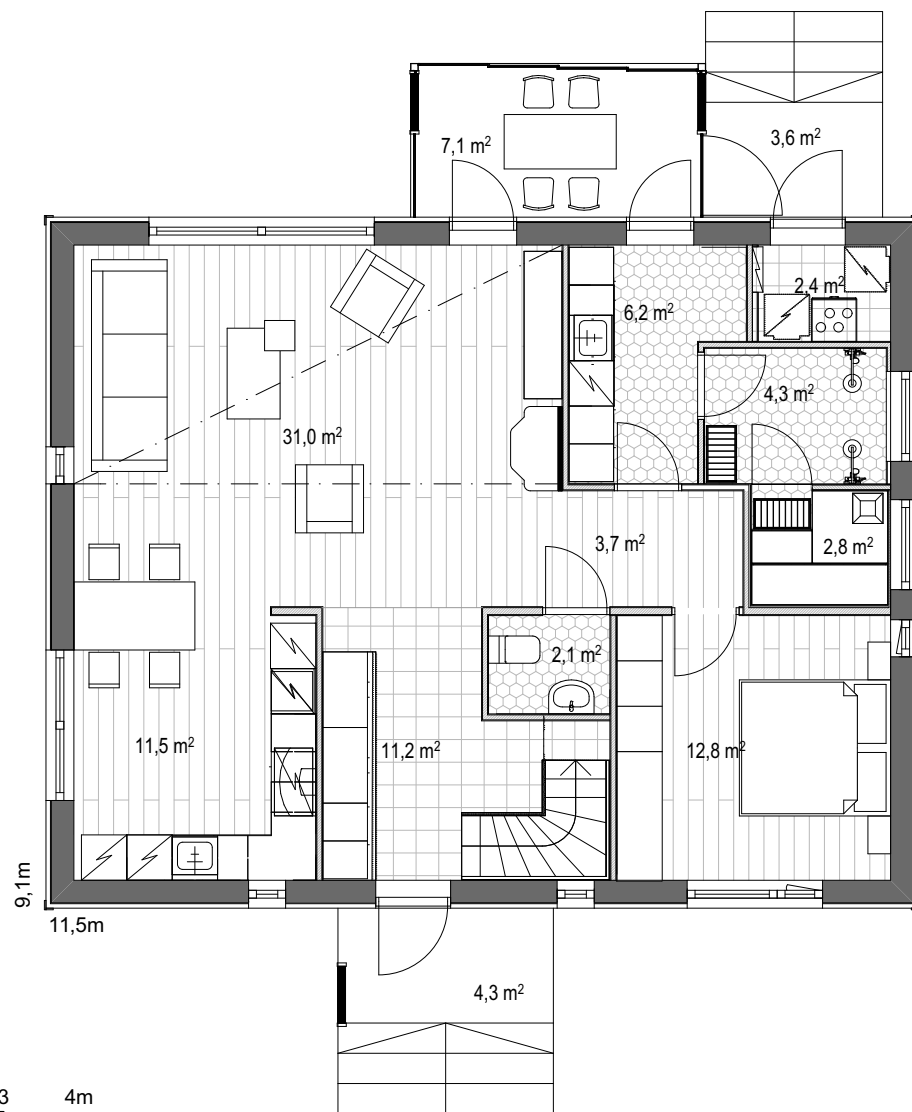 7,1 m²
3,6 m²
2,4 m²
6,2 m²
4,3 m²
31,0 m²
3,7 m²
2,8 m²
2,1 m²
11,5 m²
11,2 m²
12,8 m²
9,1m
11,5m
4,3 m²
3 4m